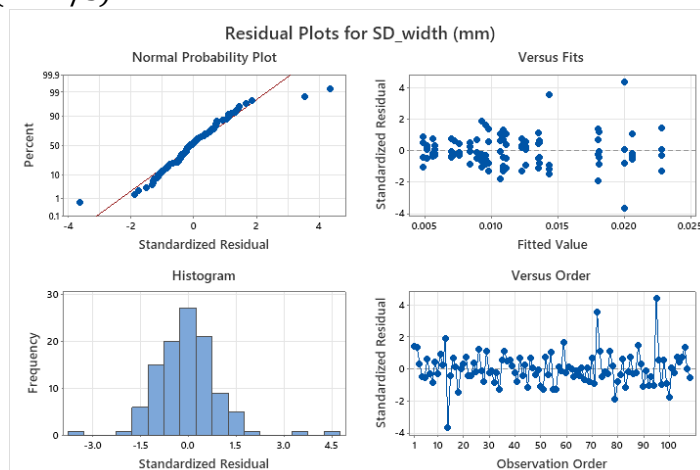 Residual Plots for SD_width (mm)
Normal Probability Plot
Versus Fits
99.9
99
90
50
10
1
0.1
Percent
-4
-2
0
2
4
Standardized Residual
4
2
0
-2
-4
Standardized Residual
0.005
0.010
0.015
0.020
0.025
Fitted Value
Histogram
Versus Order
30
20
10
0
Frequency
-3.0
-1.5
0.0
1.5
3.0
4.5
Standardized Residual
4
2
0
-2
-4
Standardized Residual
1 10 20 30 40 50 60 70 80 90 100
Observation Order